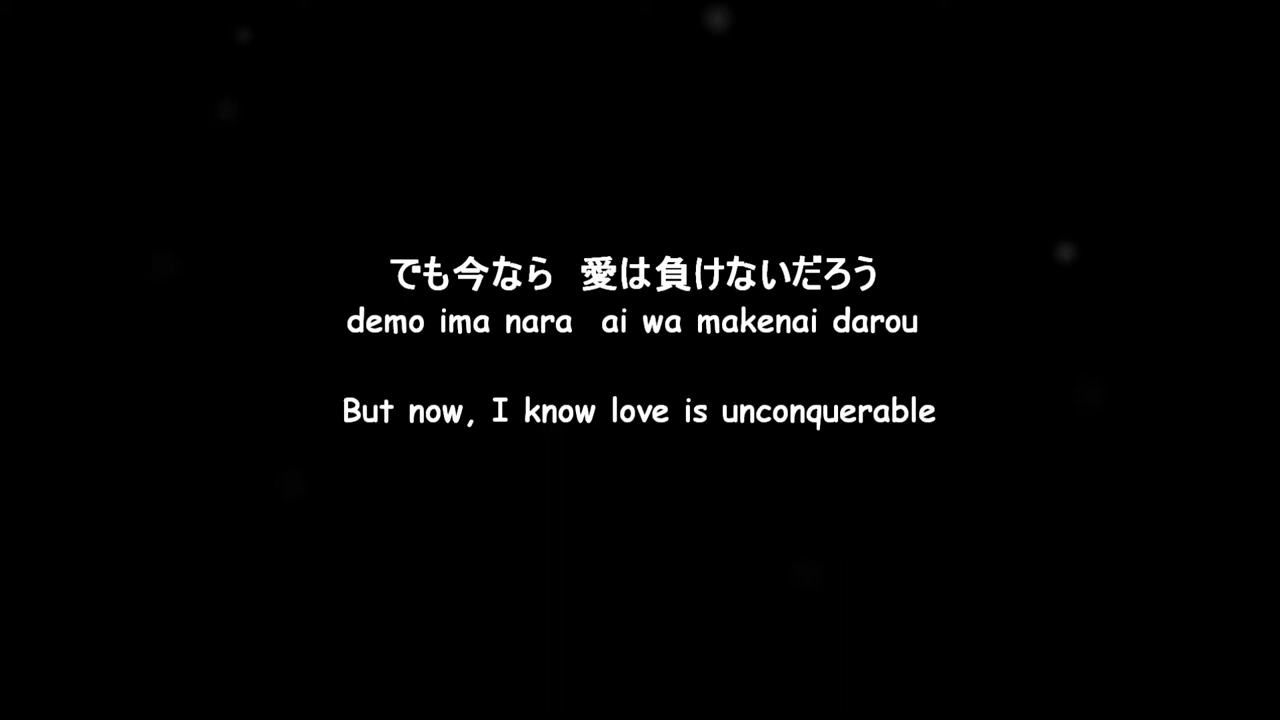 でも今なら　愛は負けないだろう
demo ima nara  ai wa makenai darou
But now, I know love is unconquerable